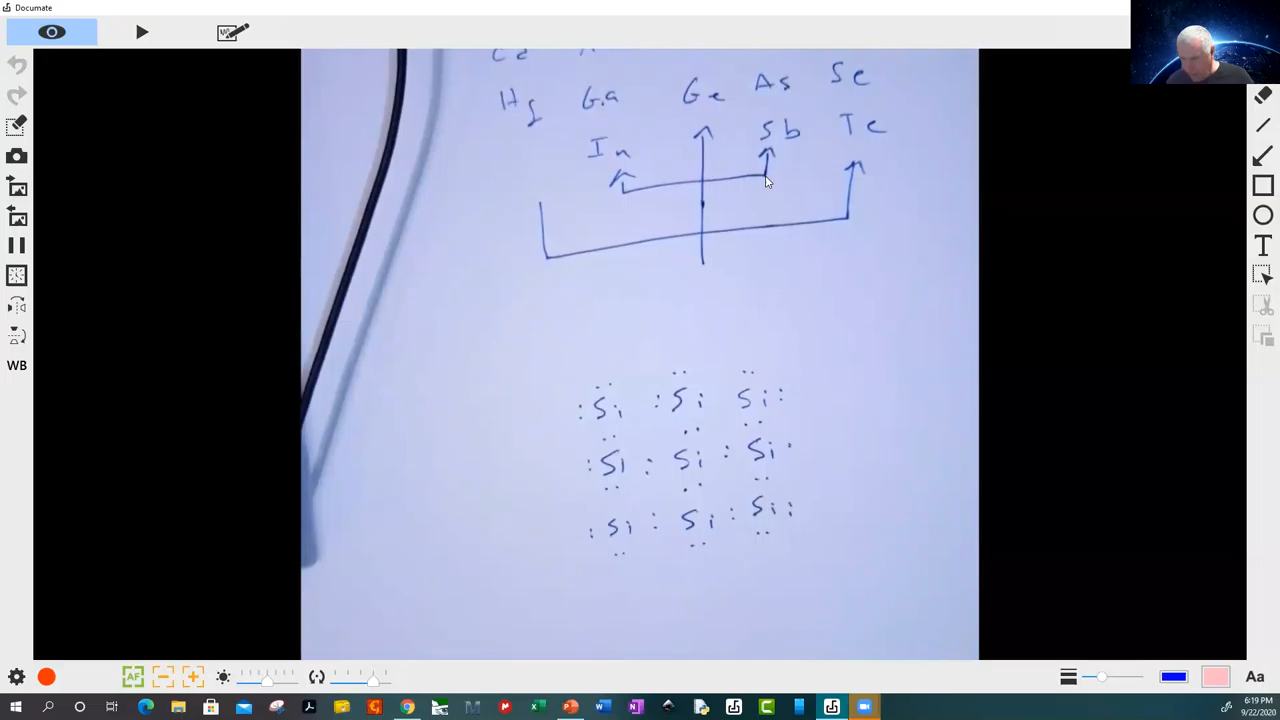 Documate
Hg Ga Ge As Se
In Sb Te
:Si :Si Si:
:Si : Si : Si
:Si : Si : Si:
WB
Aa
6:19 PM
9/22/2020